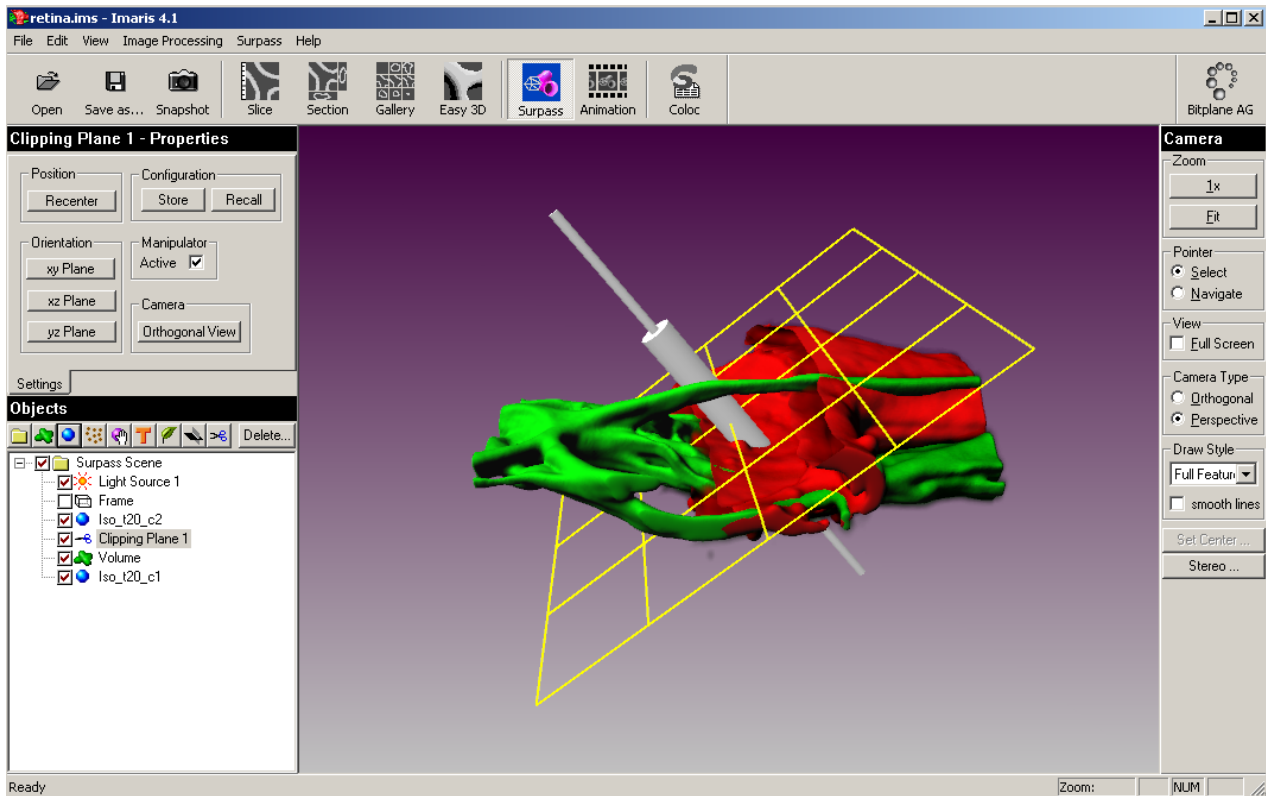 retina.ims - Imaris 4.1
File Edit View Image Processing Surpass Help
Open Save as... Snapshot Slice Section Gallery Easy 3D Surpass Animation Coloc Bitplane AG
Clipping Plane 1 - Properties
Position
Recenter
Configuration
Store Recall
Orientation
xy Plane
xz Plane
yz Plane
Manipulator
Active
Camera
Orthogonal View
Settings
Objects
Delete...
Surpass Scene
Light Source 1
Frame
Iso_t20_c2
Clipping Plane 1
Volume
Iso_t20_c1
Camera
Zoom
1x
Fit
Pointer
Select
Navigate
View
Full Screen
Camera Type
Orthogonal
Perspective
Draw Style
Full Featur
smooth lines
Set Center ...
Stereo ...
Ready Zoom: NUM